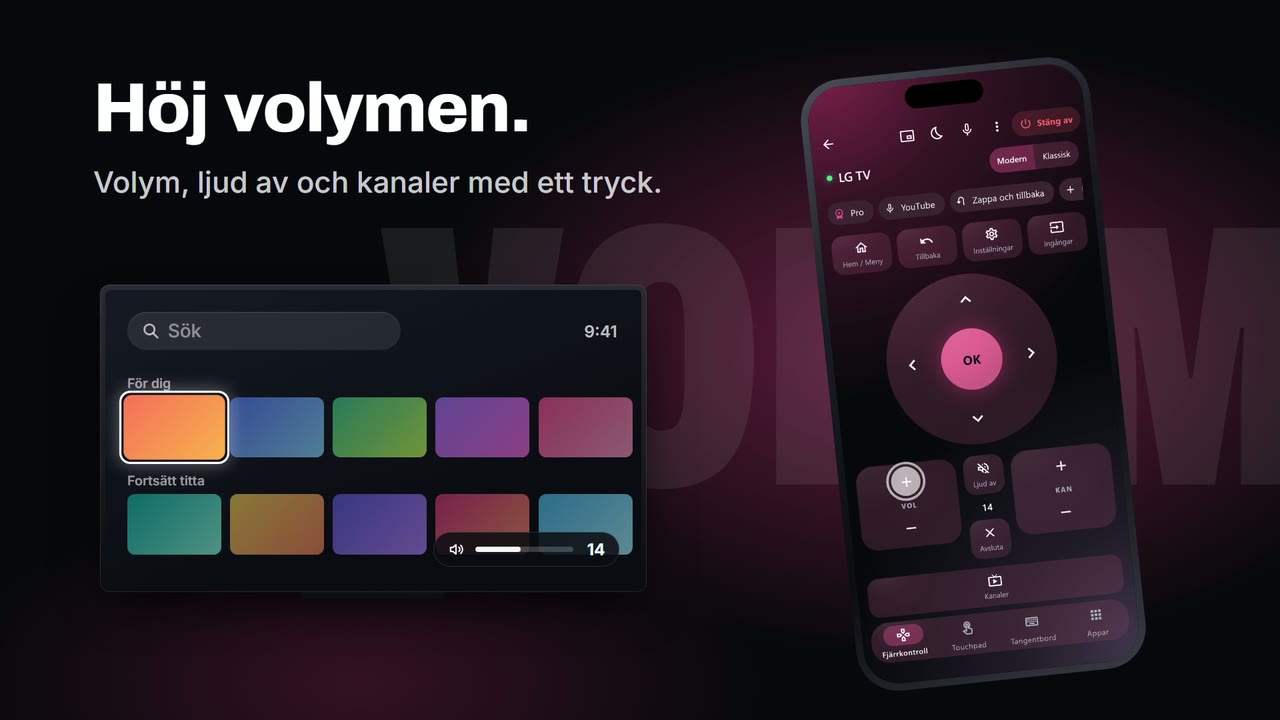 Höj volymen.
Volym, ljud av och kanaler med ett tryck.
Sök
9:41
För dig
Fortsätt titta
14
Stäng av
LG TV
Modern
Klassisk
Pro
YouTube
Zappa och tillbaka
Hem / Meny
Tillbaka
Inställningar
Ingångar
OK
VOL
Ljud av
14
Avsluta
KAN
Kanaler
Fjärrkontroll
Touchpad
Tangentbord
Appar